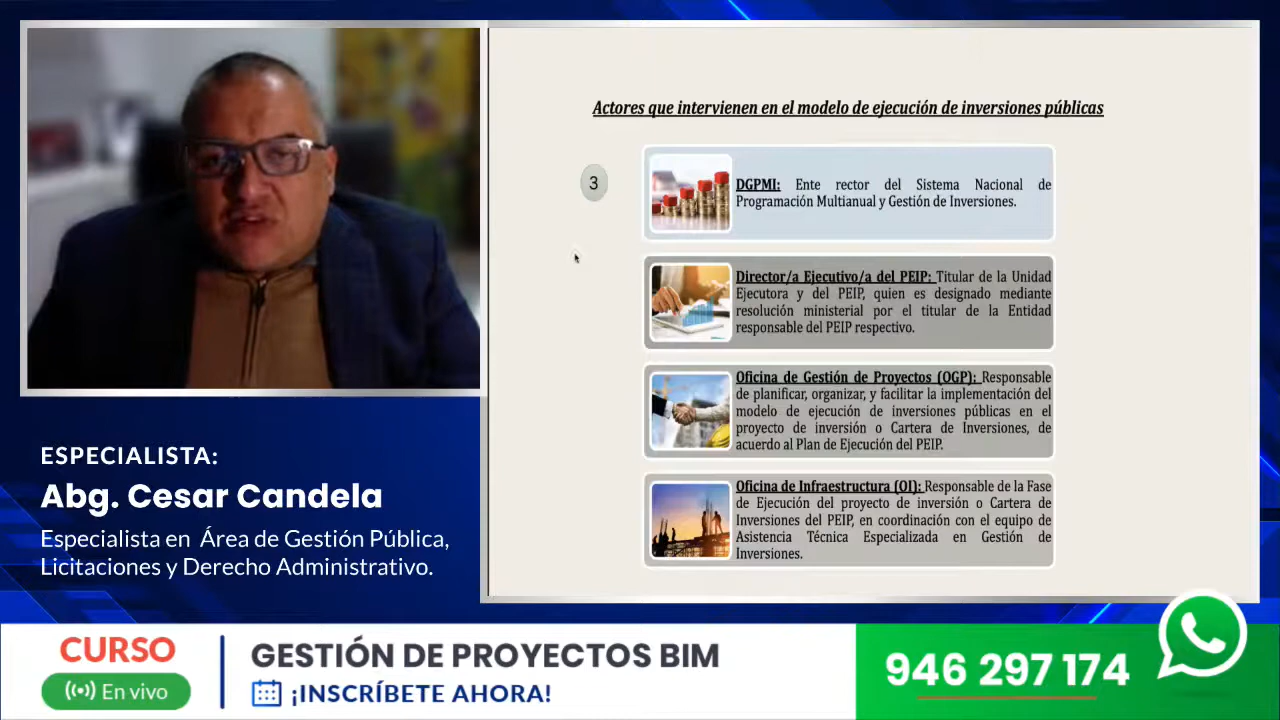 Actores que intervienen en el modelo de ejecución de inversiones públicas
3
DGPMI: Ente rector del Sistema Nacional de
Programación Multianual y Gestión de Inversiones.
Director/a Ejecutivo/a del PEIP: Titular de la Unidad
Ejecutora y del PEIP, quien es designado mediante
resolución ministerial por el titular de la Entidad
responsable del PEIP respectivo.
Oficina de Gestión de Proyectos (OGP): Responsable
de planificar, organizar, y facilitar la implementación del
modelo de ejecución de inversiones públicas en el
proyecto de inversión o Cartera de Inversiones, de
acuerdo al Plan de Ejecución del PEIP.
Oficina de Infraestructura (OI): Responsable de la Fase
de Ejecución del proyecto de inversión o Cartera de
Inversiones del PEIP, en coordinación con el equipo de
Asistencia Técnica Especializada en Gestión de
Inversiones.
ESPECIALISTA:
Abg. Cesar Candela
Especialista en Área de Gestión Pública,
Licitaciones y Derecho Administrativo.
CURSO
En vivo
GESTIÓN DE PROYECTOS BIM
¡INSCRÍBETE AHORA!
946 297 174